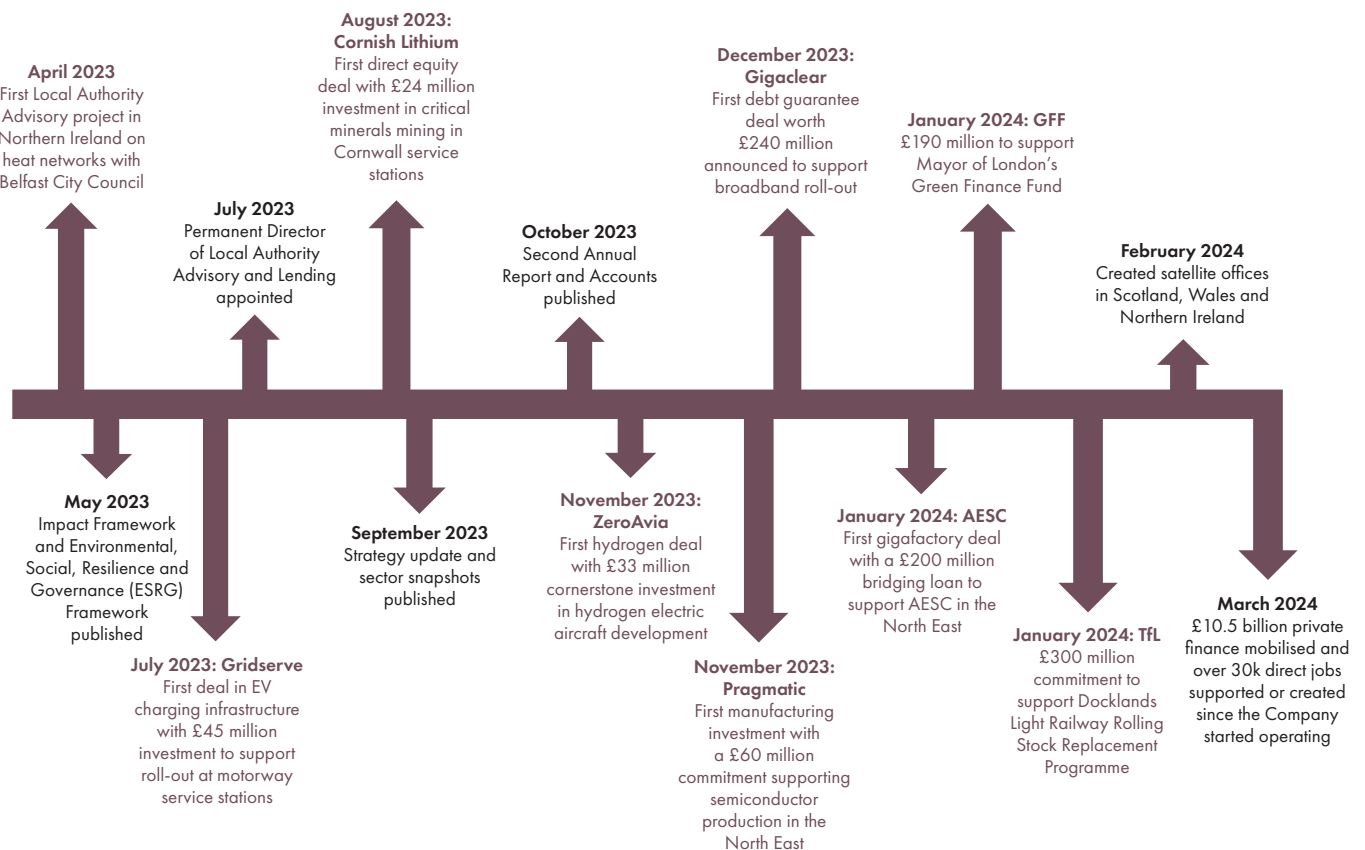 April 2023
First Local Authority
Advisory project in
Northern Ireland on
heat networks with
Belfast City Council
May 2023
Impact Framework
and Environmental,
Social, Resilience and
Governance (ESRG)
Framework
published
July 2023
Permanent Director
of Local Authority
Advisory and Lending
appointed
July 2023: Gridserve
First deal in EV
charging infrastructure
with £45 million
investment to support
roll-out at motorway
service stations
August 2023:
Cornish Lithium
First direct equity
deal with £24 million
investment in critical
minerals mining in
Cornwall service
stations
September 2023
Strategy update and
sector snapshots
published
October 2023
Second Annual
Report and Accounts
published
November 2023:
ZeroAvia
First hydrogen deal
with £33 million
cornerstone investment
in hydrogen electric
aircraft development
November 2023:
Pragmatic
First manufacturing
investment with
a £60 million
commitment supporting
semiconductor
production in the
North East
December 2023:
Gigaclear
First debt guarantee
deal worth
£240 million
announced to support
broadband roll-out
January 2024: AESC
First gigafactory deal
with a £200 million
bridging loan to
support AESC in the
North East
January 2024: GFF
£190 million to support
Mayor of London’s
Green Finance Fund
January 2024: TfL
£300 million
commitment to
support Docklands
Light Railway Rolling
Stock Replacement
Programme
February 2024
Created satellite offices
in Scotland, Wales and
Northern Ireland
March 2024
£10.5 billion private
finance mobilised and
over 30k direct jobs
supported or created
since the Company
started operating